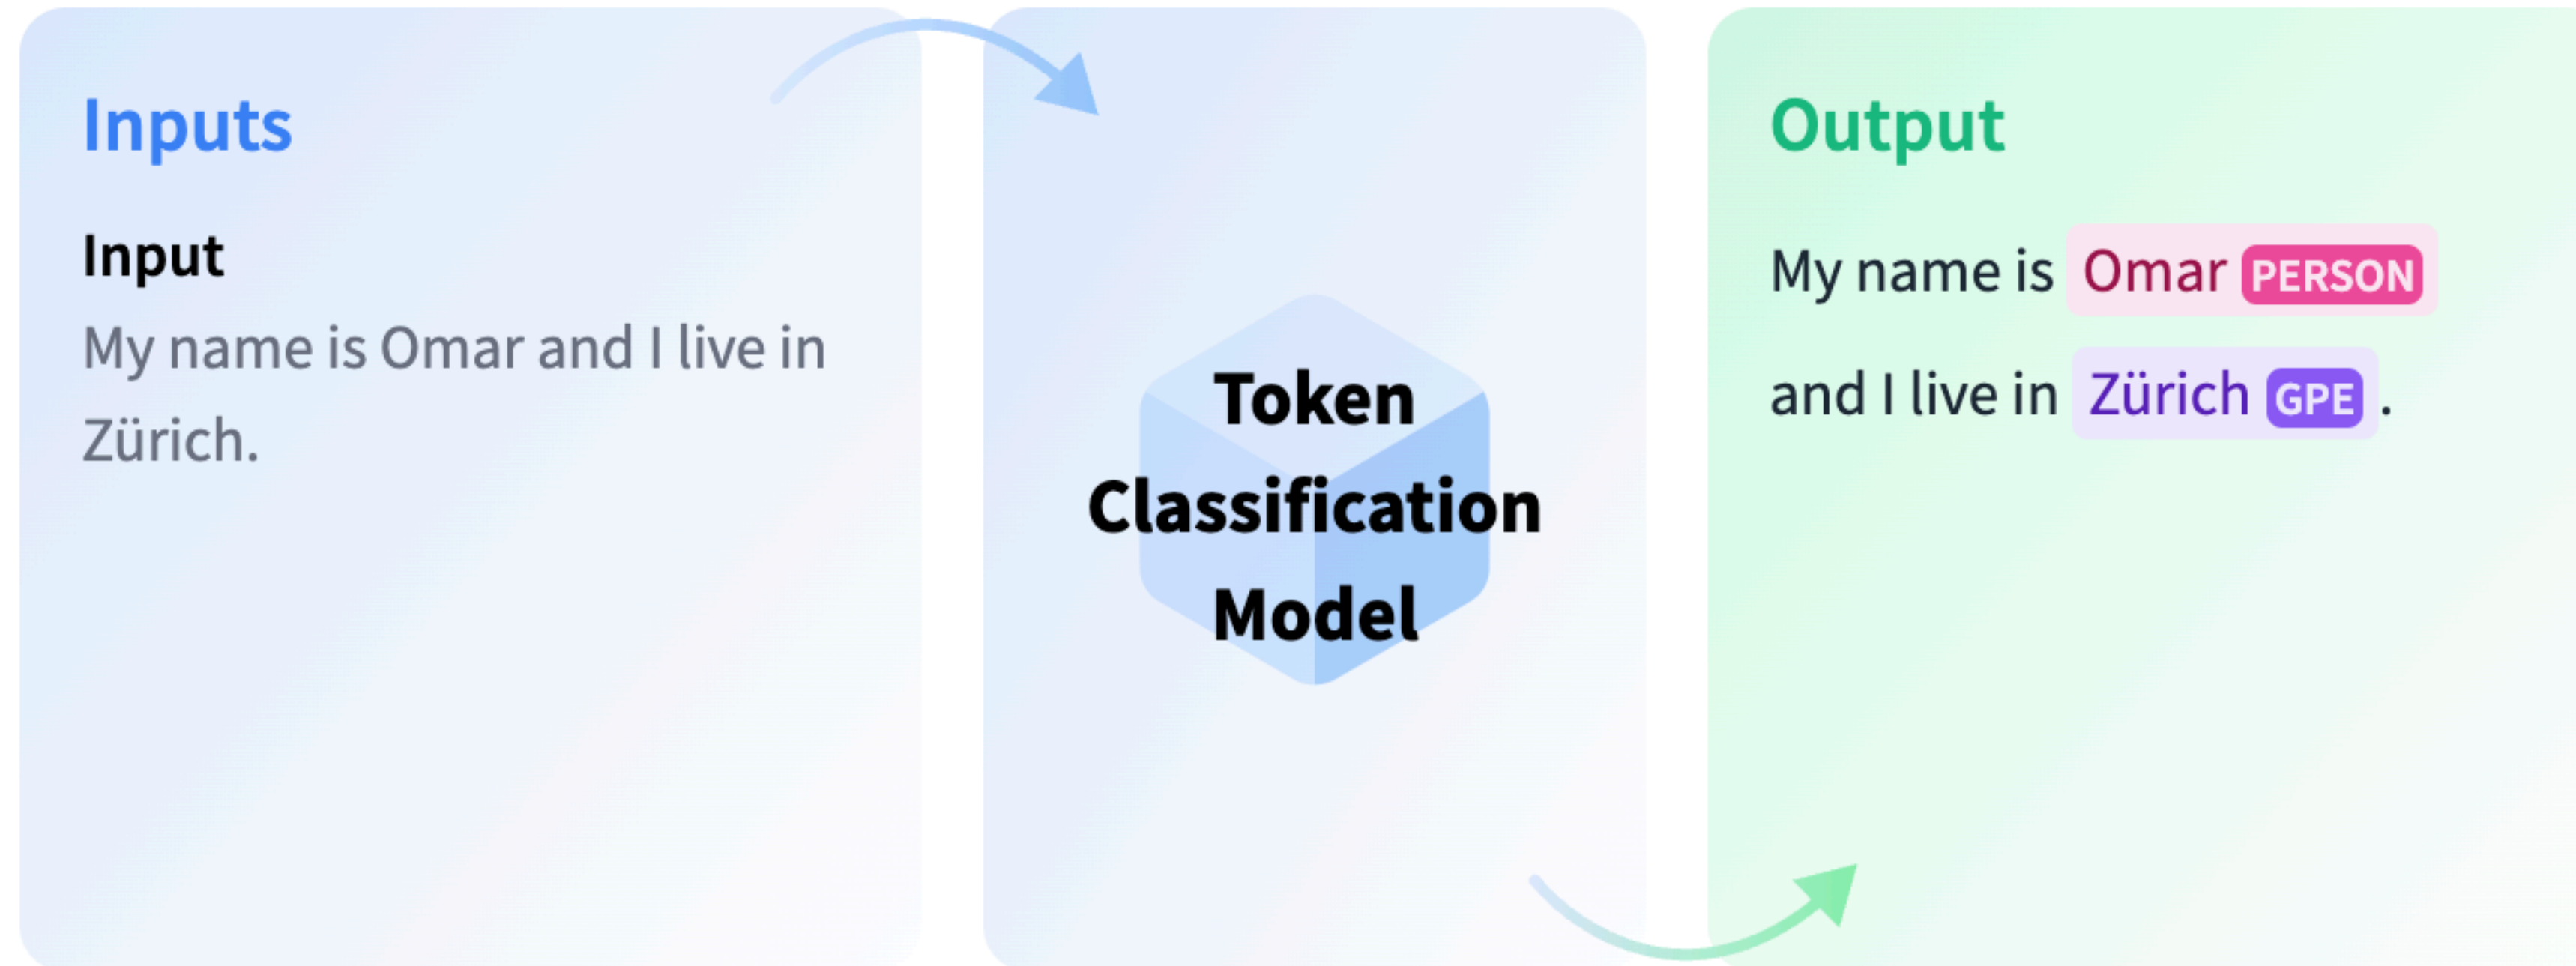 Inputs
Input
My name is Omar and I live in
Zürich.
Token
Classification
Model
Output
My name is Omar PERSON
and I live in Zürich GPE .